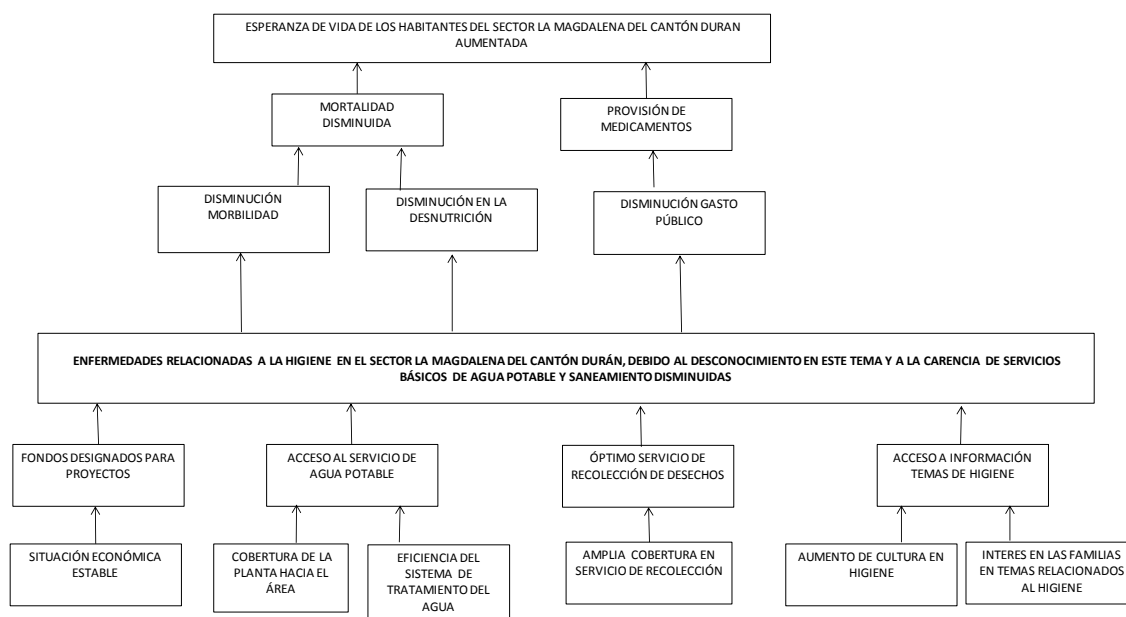 ESPERANZA DE VIDA DE LOS HABITANTES DEL SECTOR LA MAGDALENA DEL CANTÓN DURAN
AUMENTADA
MORTALIDAD
DISMINUIDA
PROVISIÓN DE
MEDICAMENTOS
DISMINUCIÓN
MORBILIDAD
DISMINUCIÓN EN LA
DESNUTRICIÓN
DISMINUCIÓN GASTO
PÚBLICO
ENFERMEDADES RELACIONADAS A LA HIGIENE EN EL SECTOR LA MAGDALENA DEL CANTÓN DURÁN, DEBIDO AL DESCONOCIMIENTO EN ESTE TEMA Y A LA CARENCIA DE SERVICIOS
BÁSICOS DE AGUA POTABLE Y SANEAMIENTO DISMINUIDAS
FONDOS DESIGNADOS PARA
PROYECTOS
ACCESO AL SERVICIO DE
AGUA POTABLE
ÓPTIMO SERVICIO DE
RECOLECCIÓN DE DESECHOS
ACCESO A INFORMACIÓN
TEMAS DE HIGIENE
SITUACIÓN ECONÓMICA
ESTABLE
COBERTURA DE LA
PLANTA HACIA EL
ÁREA
EFICIENCIA DEL
SISTEMA DE
TRATAMIENTO DEL
AGUA
AMPLIA COBERTURA EN
SERVICIO DE RECOLECCIÓN
AUMENTO DE CULTURA EN
HIGIENE
INTERES EN LAS FAMILIAS
EN TEMAS RELACIONADOS
AL HIGIENE